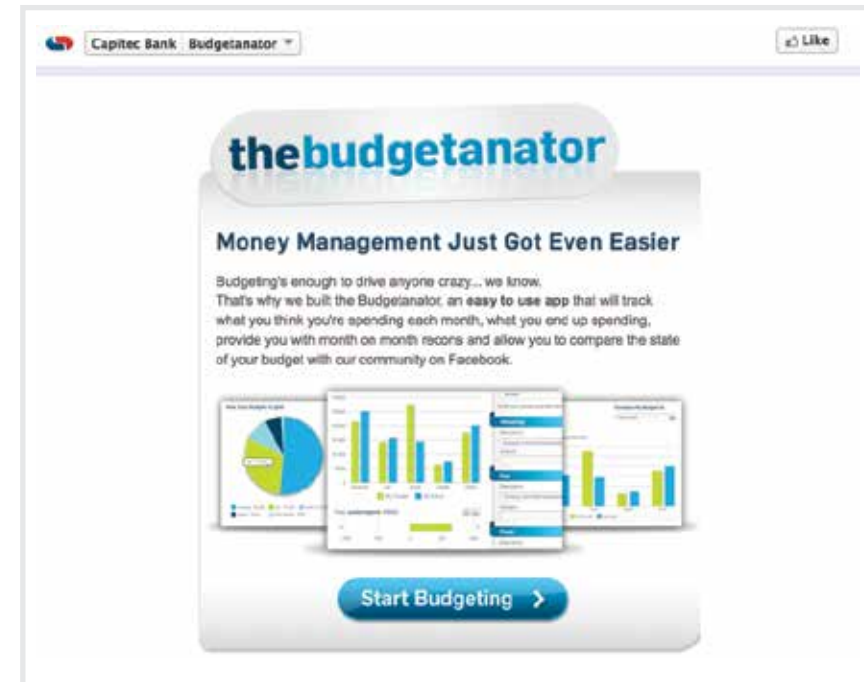 Capitec Bank Budgetanator
Like
thebudgetanator
Money Management Just Got Even Easier
Budgeting's enough to drive anyone crazy... we know.
That's why we built the Budgetanator, an easy to use app that will track
what you think you're spending each month, what you end up spending,
provide you with month on month recons and allow you to compare the state
of your budget with our community on Facebook.
Start Budgeting